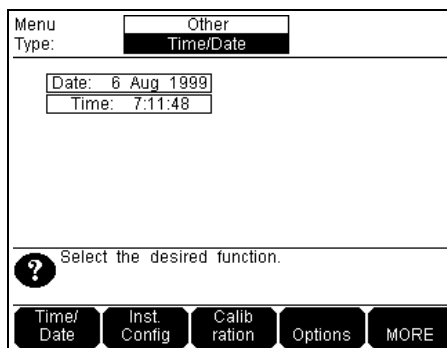 Menu Other
Type: Time/Date
Date: 6 Aug 1999
Time: 7:11:48
? Select the desired function.
Time/ Inst. Calib
Date Config ration Options MORE